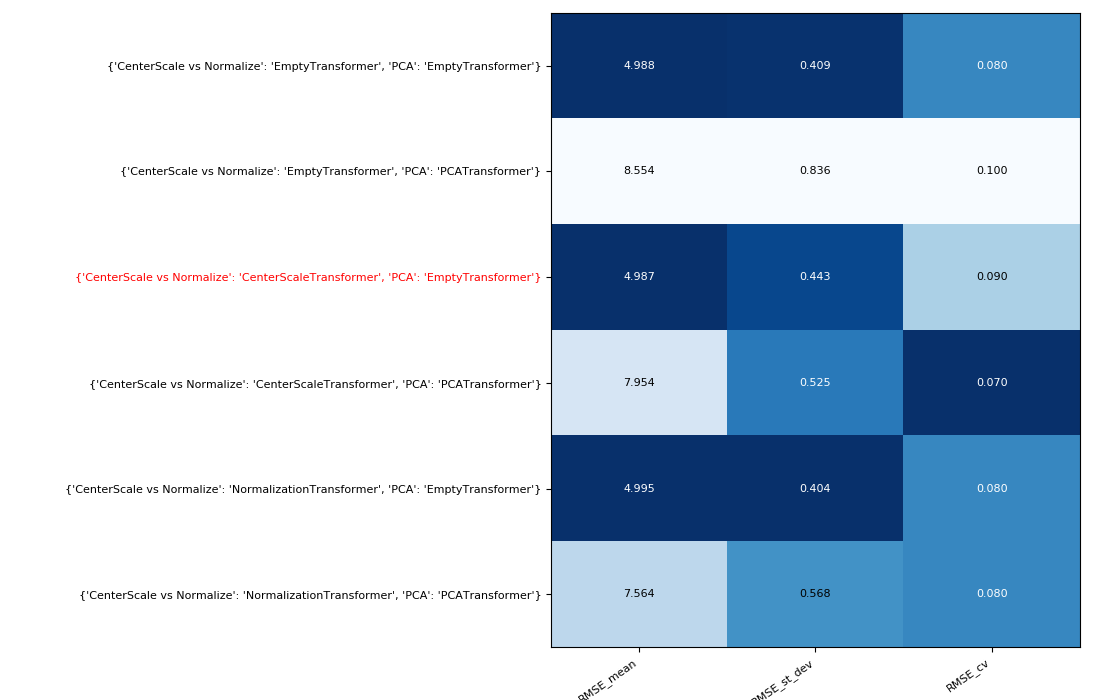 {'CenterScale vs Normalize': 'EmptyTransformer', 'PCA': 'EmptyTransformer'} 4.988 0.409 0.080
{'CenterScale vs Normalize': 'EmptyTransformer', 'PCA': 'PCATransformer'} 8.554 0.836 0.100
{'CenterScale vs Normalize': 'CenterScaleTransformer', 'PCA': 'EmptyTransformer'} 4.987 0.443 0.090
{'CenterScale vs Normalize': 'CenterScaleTransformer', 'PCA': 'PCATransformer'} 7.954 0.525 0.070
{'CenterScale vs Normalize': 'NormalizationTransformer', 'PCA': 'EmptyTransformer'} 4.995 0.404 0.080
{'CenterScale vs Normalize': 'NormalizationTransformer', 'PCA': 'PCATransformer'} 7.564 0.568 0.080
RMSE_mean RMSE_st_dev RMSE_cv